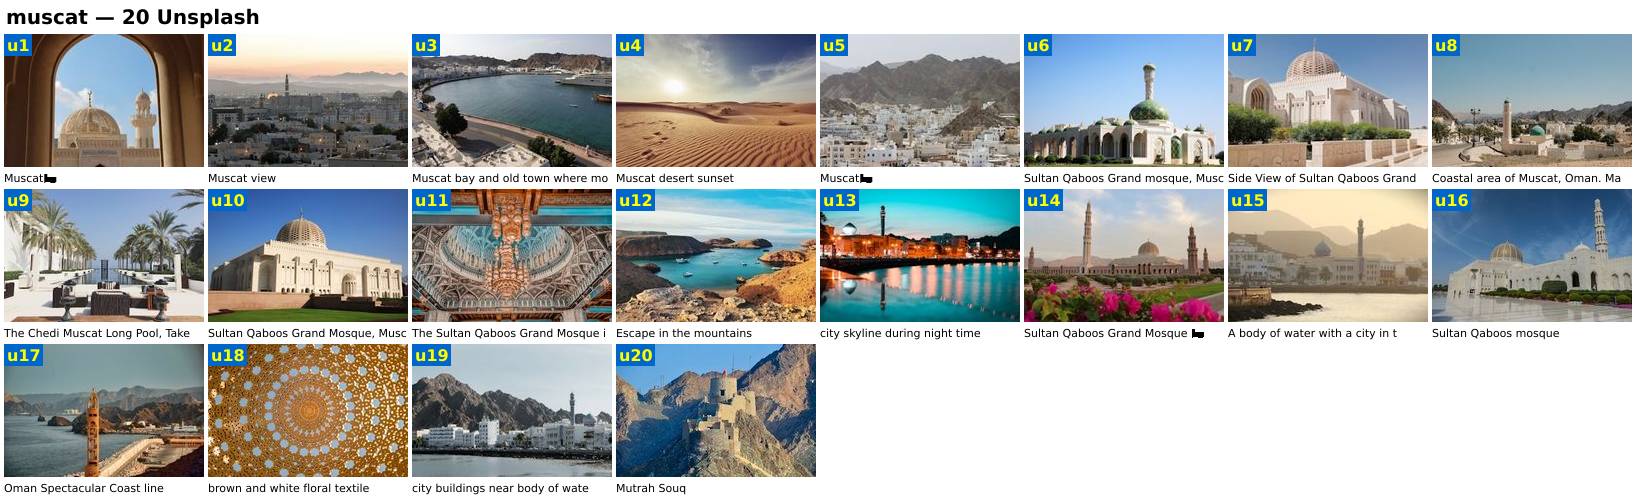 muscat — 20 Unsplash
u1
u2
u3
u4
u5
u6
u7
u8
Muscat
Muscat view
Muscat bay and old town where mo
Muscat desert sunset
Muscat
Sultan Qaboos Grand mosque, Musc
Side View of Sultan Qaboos Grand
Coastal area of Muscat, Oman. Ma
u9
u10
u11
u12
u13
u14
u15
u16
The Chedi Muscat Long Pool, Take
Sultan Qaboos Grand Mosque, Musc
The Sultan Qaboos Grand Mosque i
Escape in the mountains
city skyline during night time
Sultan Qaboos Grand Mosque
A body of water with a city in t
Sultan Qaboos mosque
u17
u18
u19
u20
Oman Spectacular Coast line
brown and white floral textile
city buildings near body of wate
Mutrah Souq